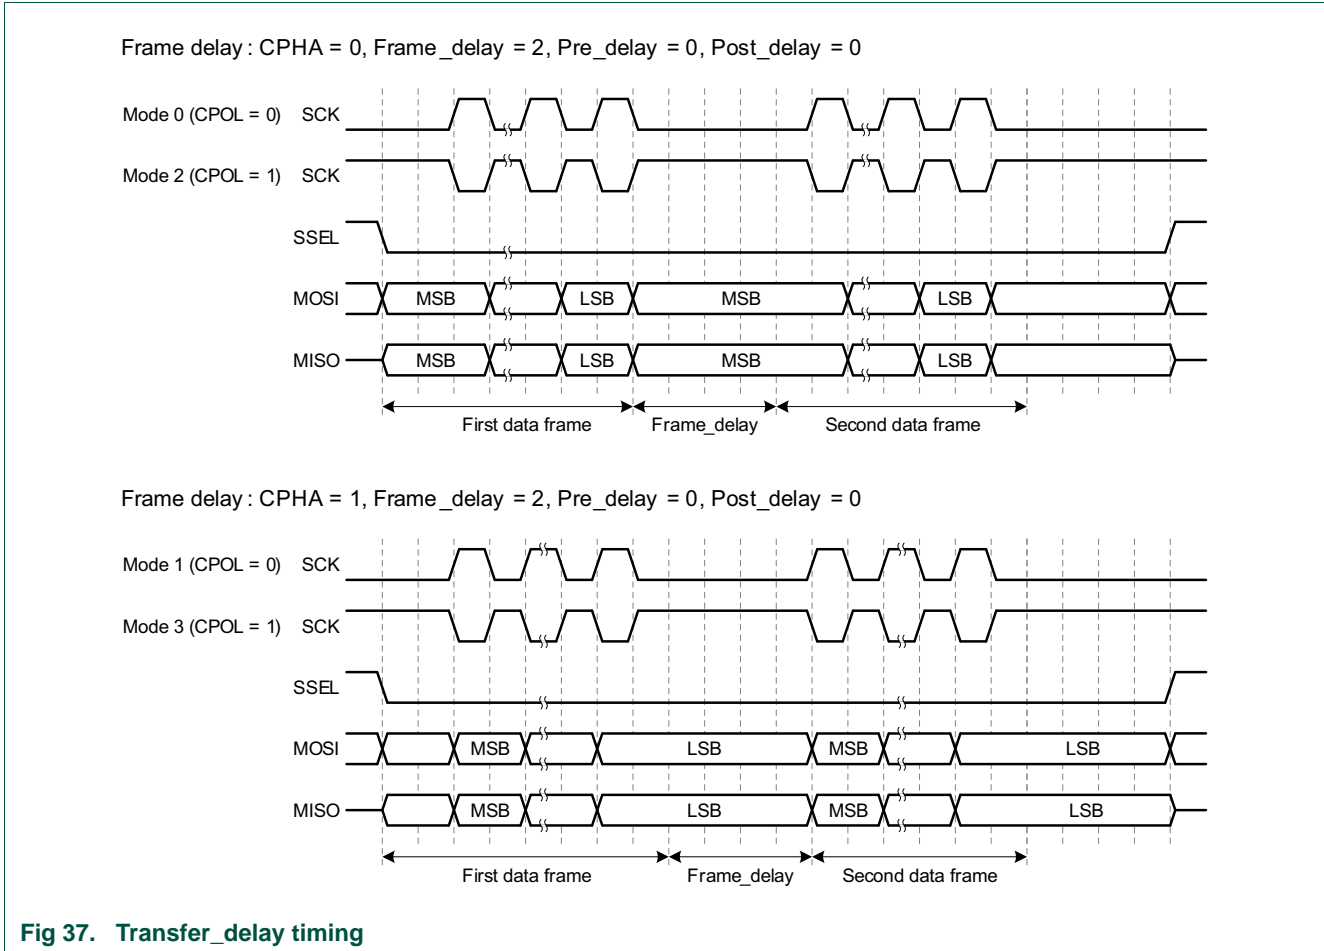 Frame delay : CPHA = 0, Frame_delay = 2, Pre_delay = 0, Post_delay = 0
Mode 0 (CPOL = 0) SCK
Mode 2 (CPOL = 1) SCK
SSEL
MOSI MSB LSB MSB LSB
MISO MSB LSB MSB LSB
First data frame Frame_delay Second data frame
Frame delay : CPHA = 1, Frame_delay = 2, Pre_delay = 0, Post_delay = 0
Mode 1 (CPOL = 0) SCK
Mode 3 (CPOL = 1) SCK
SSEL
MOSI MSB LSB MSB LSB
MISO MSB LSB MSB LSB
First data frame Frame_delay Second data frame
Fig 37. Transfer_delay timing